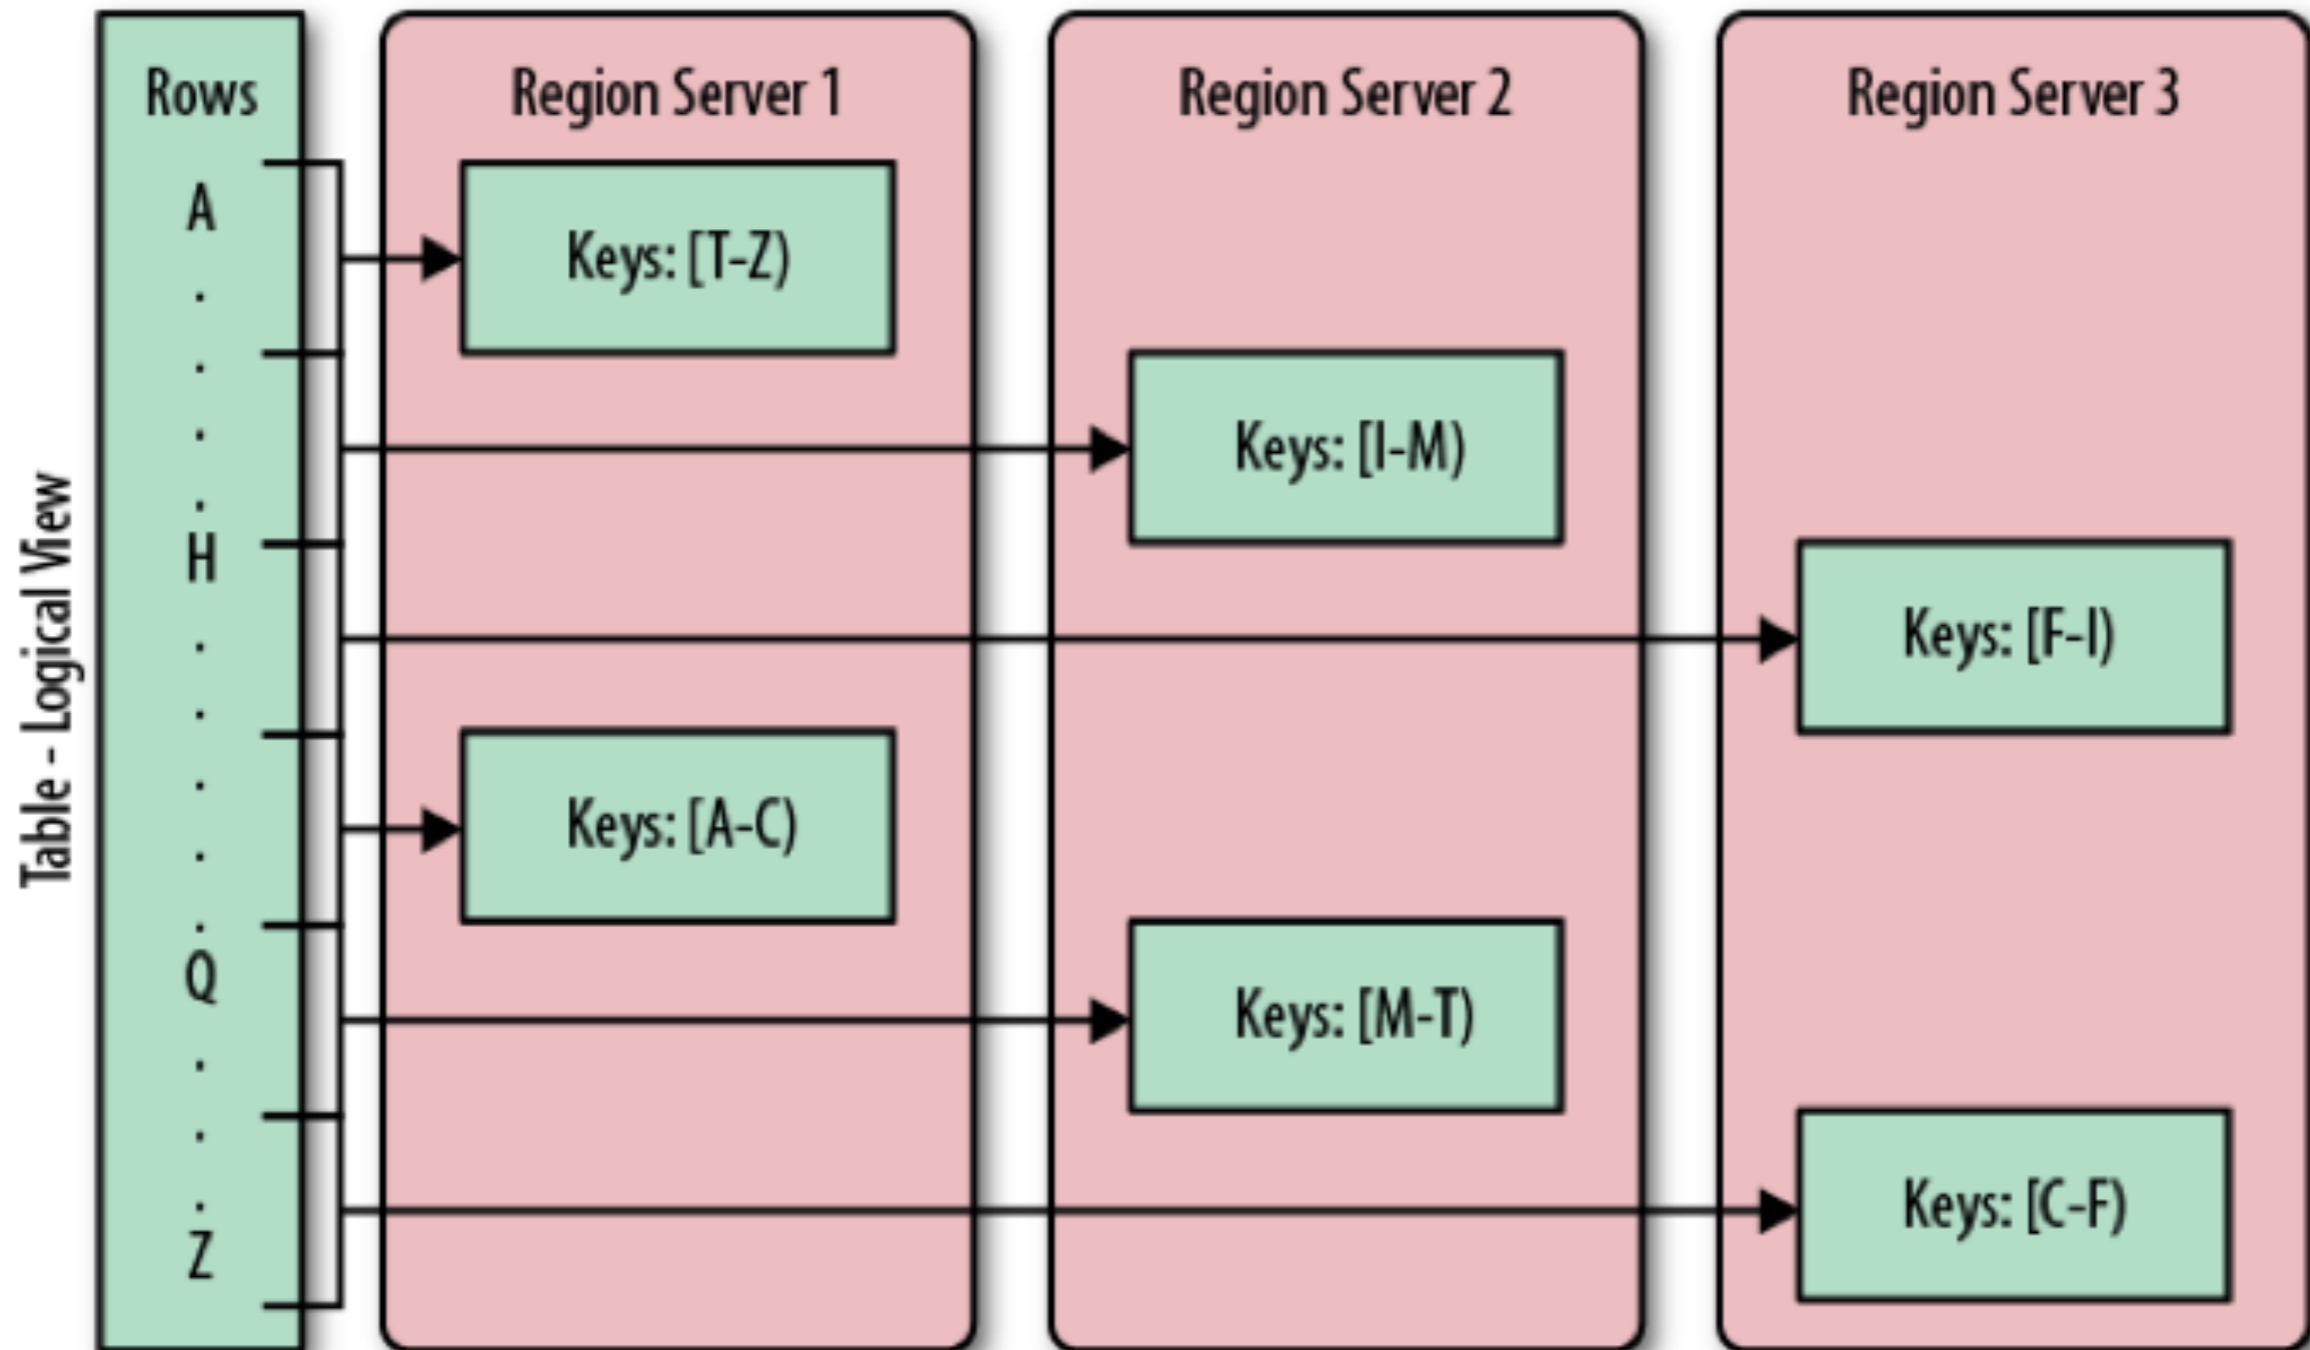 Table - Logical View
Rows
A
.
.
.
.
H
.
.
.
.
.
Q
.
.
.
Z
Region Server 1
Keys: [T-Z)
Keys: [A-C)
Region Server 2
Keys: [I-M)
Keys: [M-T)
Region Server 3
Keys: [F-I)
Keys: [C-F)